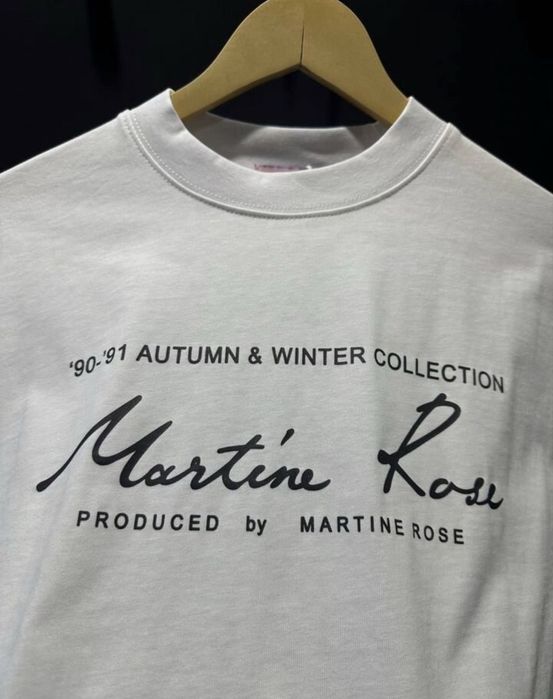 '90-'91 AUTUMN & WINTER COLLECTION
Martine Rose
PRODUCED by MARTINE ROSE